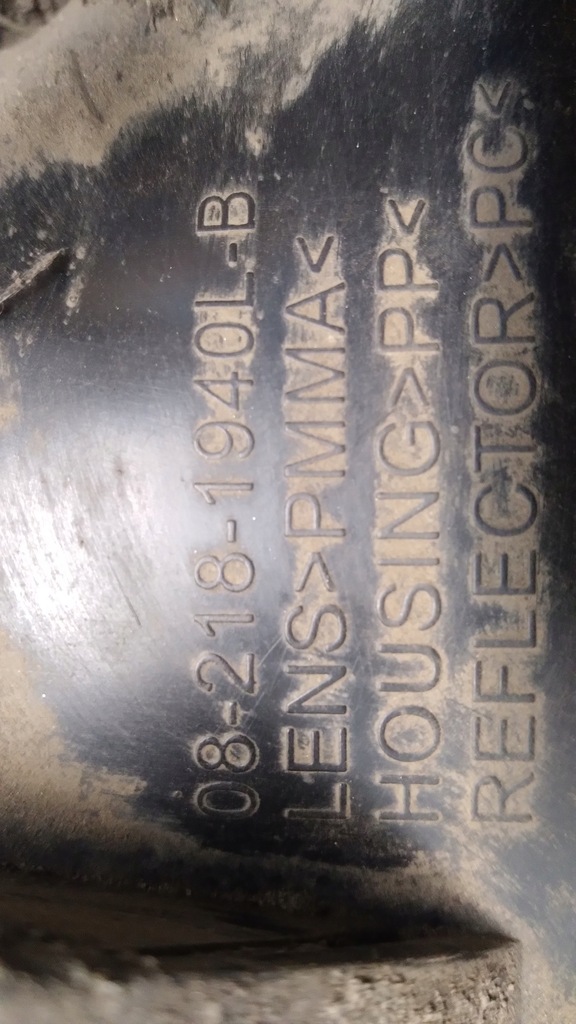 08-218-1940L-B
LENS>PMMA<
HOUSING>PP<
REFLECTOR>PC<